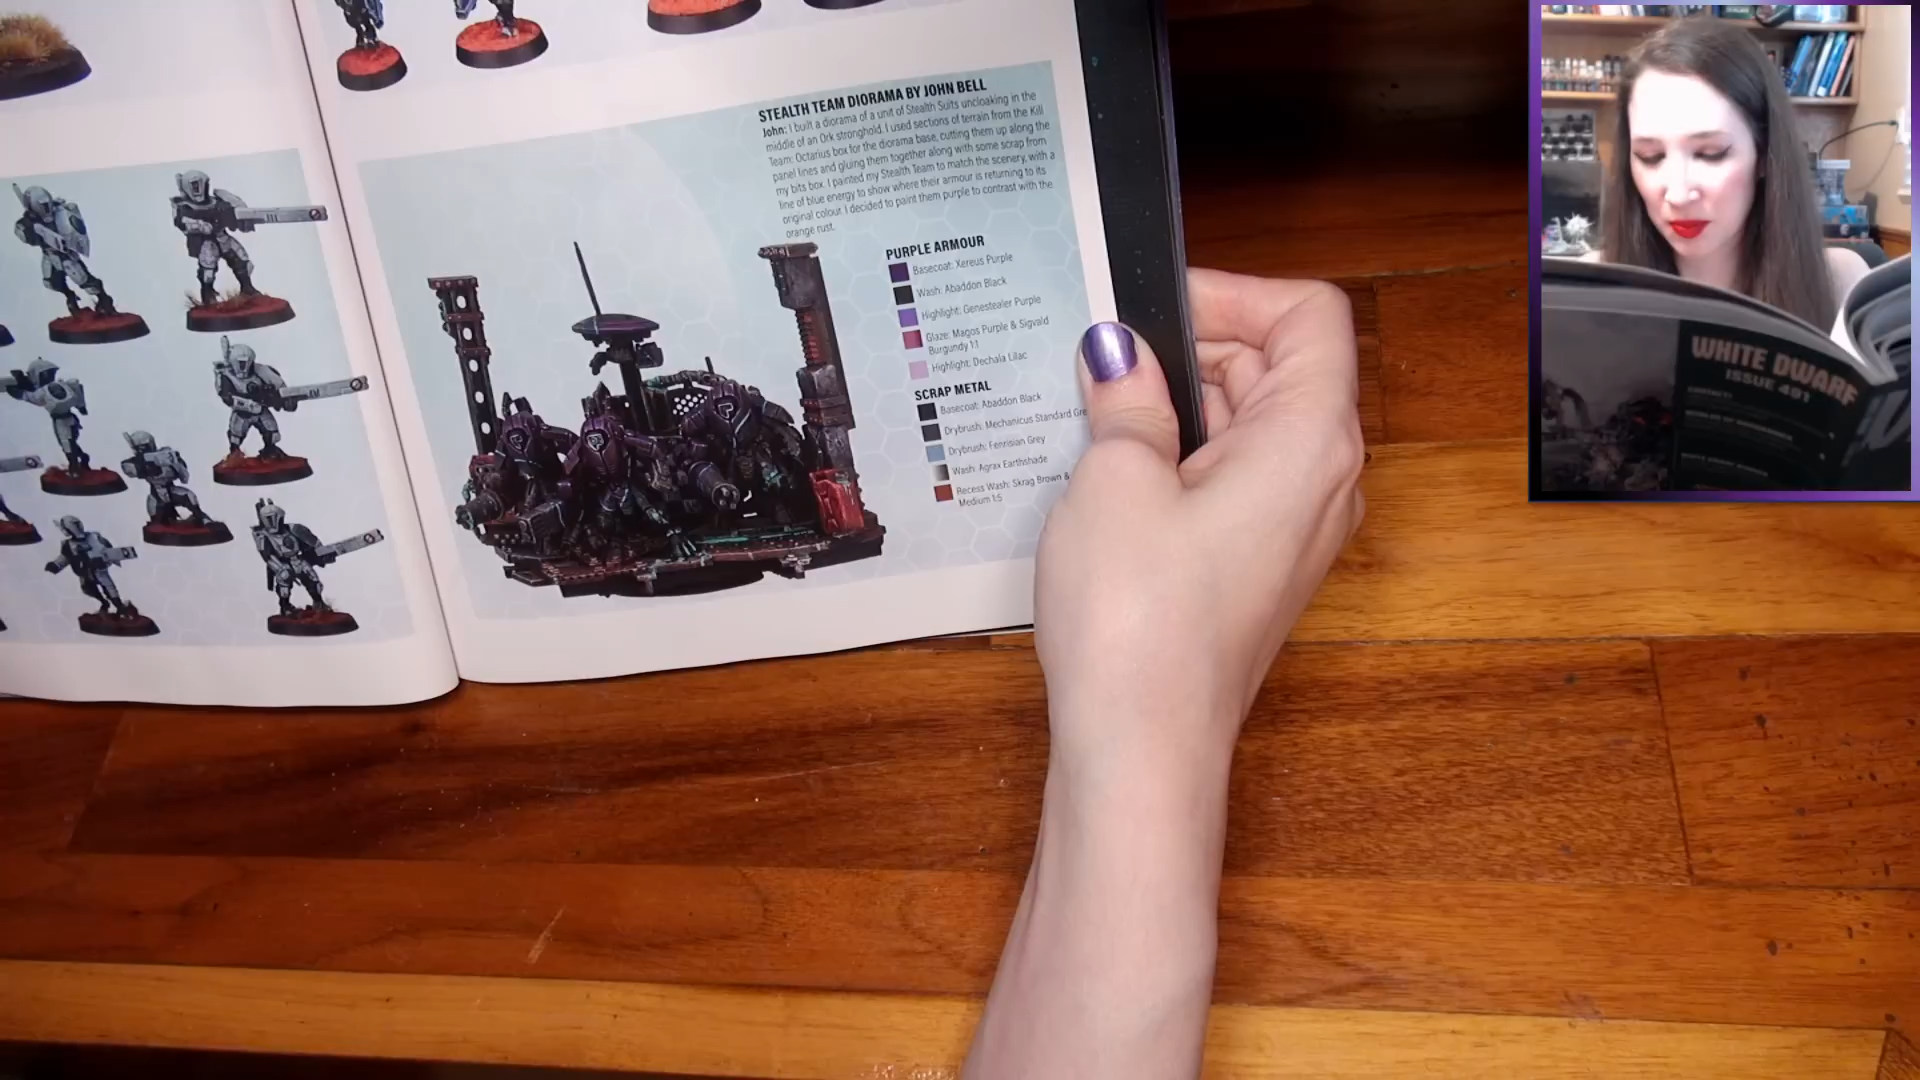 STEALTH TEAM DIORAMA BY JOHN BELL
John: I built a diorama of a unit of Stealth Suits uncloaking in the
middle of an Ork stronghold. I used sections of terrain from the Kill
Team: Octarius box for the diorama base, cutting them up along the
panel lines and gluing them together along with some scrap from
my bits box. I painted my Stealth Team to match the scenery, with a
line of blue energy to show where their armour is returning to its
original colour. I decided to paint them purple to contrast with the
orange rust.
PURPLE ARMOUR
Basecoat: Xereus Purple
Wash: Abaddon Black
Highlight: Genestealer Purple
Glaze: Magos Purple & Sigvald
Burgundy 1:1
Highlight: Dechala Lilac
SCRAP METAL
Basecoat: Abaddon Black
Drybrush: Mechanicus Standard Gre
Drybrush: Fenrisian Grey
Wash: Agrax Earthshade
Recess Wash: Skrag Brown &
Medium 1:5
WHITE DWARF
ISSUE 491